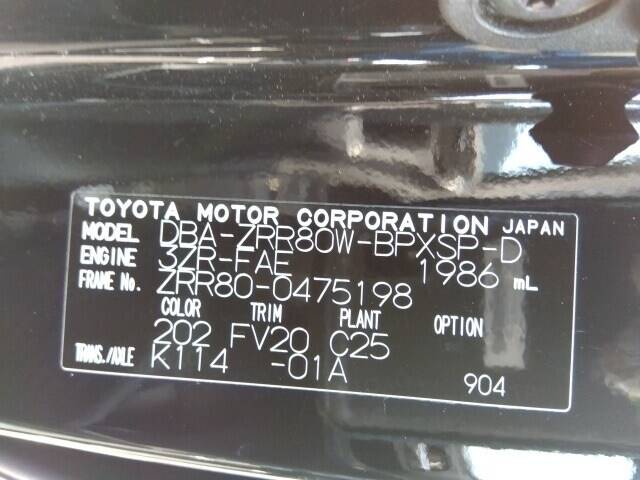 TOYOTA MOTOR CORPORATION JAPAN
MODEL DBA-ZRR80W-BPXSP-D
ENGINE 3ZR-FAE 1986 mL
FRAME No. ZRR80-0475198
COLOR TRIM PLANT OPTION
202 FV20 C25
TRANS./AXLE K114 -01A
904